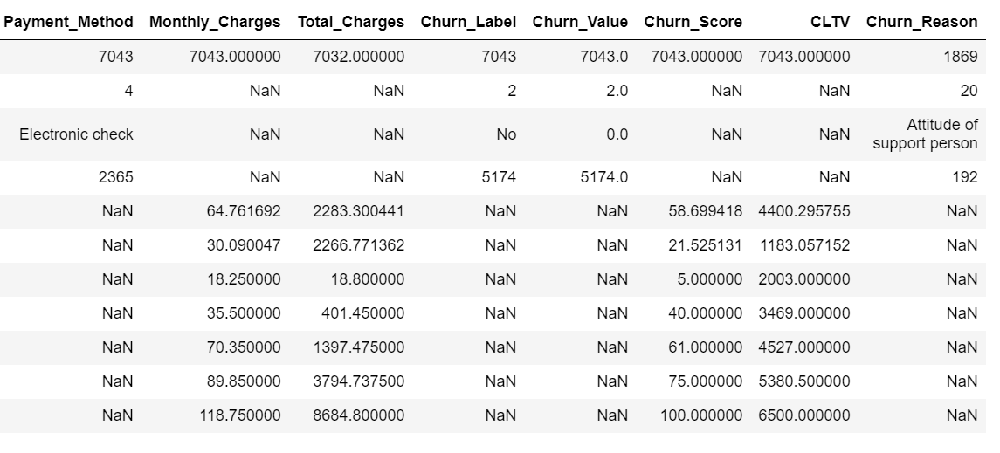 Payment_Method Monthly_Charges Total_Charges Churn_Label Churn_Value Churn_Score CLTV Churn_Reason
7043 7043.000000 7032.000000 7043 7043.0 7043.000000 7043.000000 1869
4 NaN NaN 2 2.0 NaN NaN 20
Electronic check NaN NaN No 0.0 NaN NaN Attitude of
support person
2365 NaN NaN 5174 5174.0 NaN NaN 192
NaN 64.761692 2283.300441 NaN NaN 58.699418 4400.295755 NaN
NaN 30.090047 2266.771362 NaN NaN 21.525131 1183.057152 NaN
NaN 18.250000 18.800000 NaN NaN 5.000000 2003.000000 NaN
NaN 35.500000 401.450000 NaN NaN 40.000000 3469.000000 NaN
NaN 70.350000 1397.475000 NaN NaN 61.000000 4527.000000 NaN
NaN 89.850000 3794.737500 NaN NaN 75.000000 5380.500000 NaN
NaN 118.750000 8684.800000 NaN NaN 100.000000 6500.000000 NaN